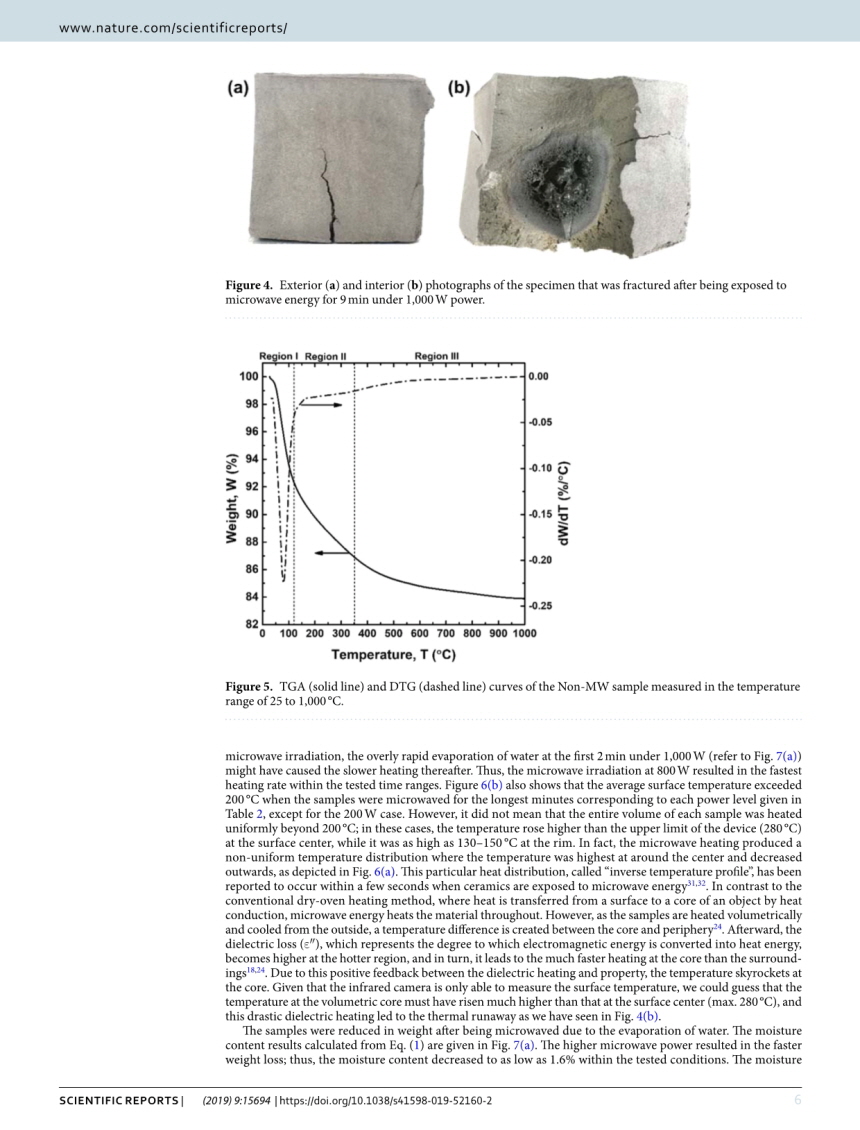 www.nature.com/scientificreports/
(a)
(b)
Figure 4. Exterior (a) and interior (b) photographs of the specimen that was fractured after being exposed to
microwave energy for 9 min under 1,000 W power.
Region I Region II Region III
100
98
96
94
92
90
88
86
84
82
Weight, W (%)
0.00
-0.05
-0.10
-0.15
-0.20
-0.25
dW/dT (%/°C)
0 100 200 300 400 500 600 700 800 900 1000
Temperature, T (°C)
Figure 5. TGA (solid line) and DTG (dashed line) curves of the Non-MW sample measured in the temperature
range of 25 to 1,000 °C.
microwave irradiation, the overly rapid evaporation of water at the first 2 min under 1,000 W (refer to Fig. 7(a))
might have caused the slower heating thereafter. Thus, the microwave irradiation at 800 W resulted in the fastest
heating rate within the tested time ranges. Figure 6(b) also shows that the average surface temperature exceeded
200 °C when the samples were microwaved for the longest minutes corresponding to each power level given in
Table 2, except for the 200 W case. However, it did not mean that the entire volume of each sample was heated
uniformly beyond 200 °C; in these cases, the temperature rose higher than the upper limit of the device (280 °C)
at the surface center, while it was as high as 130–150 °C at the rim. In fact, the microwave heating produced a
non-uniform temperature distribution where the temperature was highest at around the center and decreased
outwards, as depicted in Fig. 6(a). This particular heat distribution, called “inverse temperature profile”, has been
reported to occur within a few seconds when ceramics are exposed to microwave energy31,32. In contrast to the
conventional dry-oven heating method, where heat is transferred from a surface to a core of an object by heat
conduction, microwave energy heats the material throughout. However, as the samples are heated volumetrically
and cooled from the outside, a temperature difference is created between the core and periphery24. Afterward, the
dielectric loss (ε″), which represents the degree to which electromagnetic energy is converted into heat energy,
becomes higher at the hotter region, and in turn, it leads to the much faster heating at the core than the surround-
ings18,24. Due to this positive feedback between the dielectric heating and property, the temperature skyrockets at
the core. Given that the infrared camera is only able to measure the surface temperature, we could guess that the
temperature at the volumetric core must have risen much higher than that at the surface center (max. 280 °C), and
this drastic dielectric heating led to the thermal runaway as we have seen in Fig. 4(b).
The samples were reduced in weight after being microwaved due to the evaporation of water. The moisture
content results calculated from Eq. (1) are given in Fig. 7(a). The higher microwave power resulted in the faster
weight loss; thus, the moisture content decreased to as low as 1.6% within the tested conditions. The moisture
SCIENTIFIC REPORTS | (2019) 9:15694 | https://doi.org/10.1038/s41598-019-52160-2
6